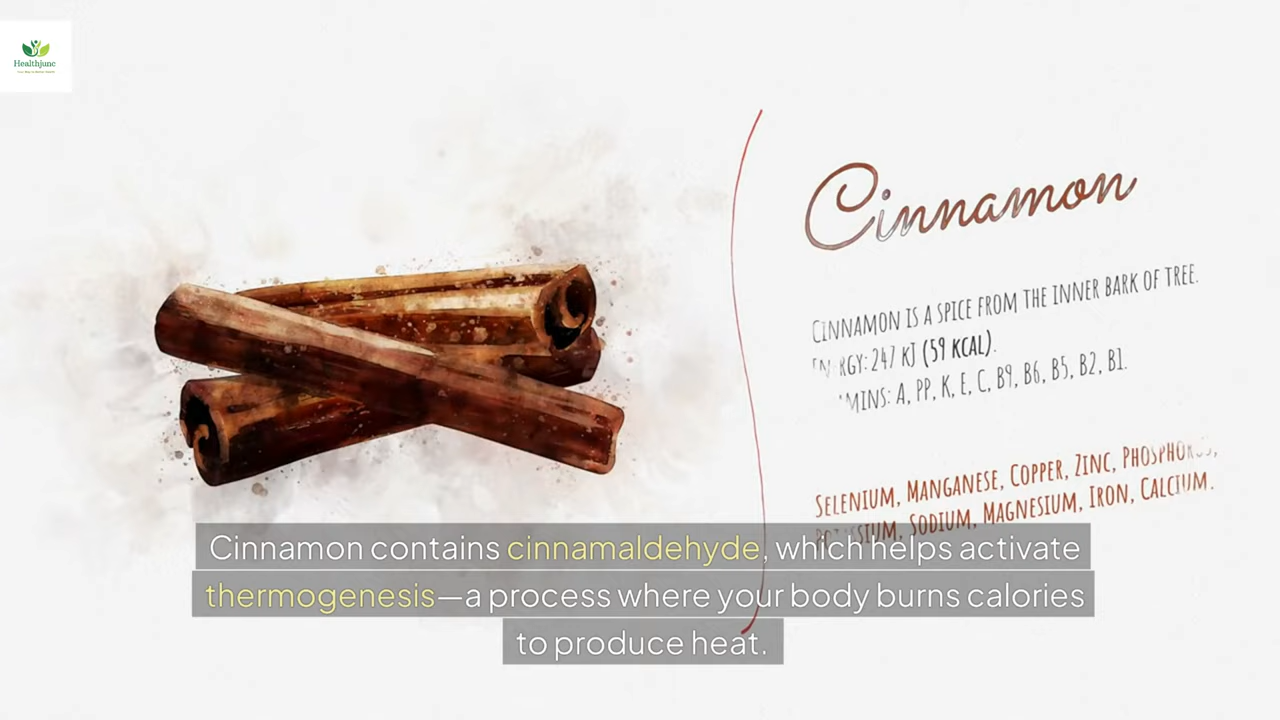 Healthjunc
Cinnamon
Cinnamon is a spice from the inner bark of tree.
247 kJ (59 kcal).
A, PP, K, E, C, B9, B6, B5, B2, B1.
Selenium, Manganese, Copper, Zinc,
Sodium, Magnesium, Iron, Calcium.
Cinnamon contains cinnamaldehyde, which helps activate
thermogenesis—a process where your body burns calories
to produce heat.